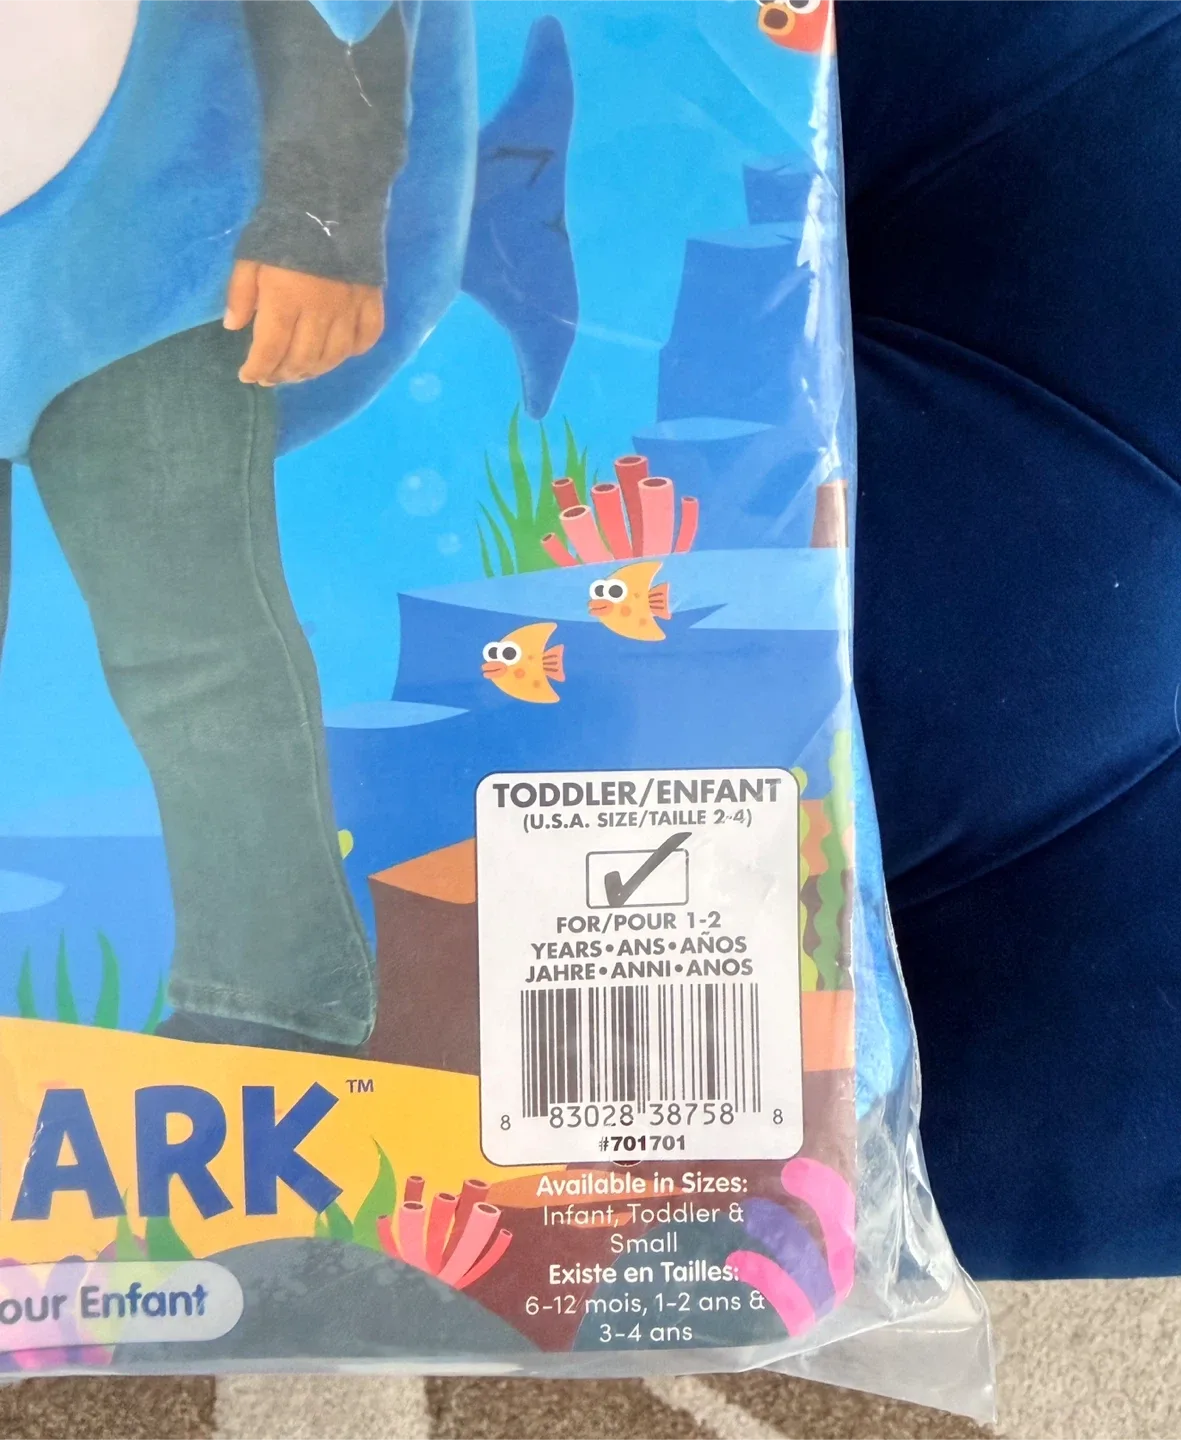 TODDLER/ENFANT
(U.S.A. SIZE/TAILLE 2-4)
FOR/POUR 1-2
YEARS•ANS•AÑOS
JAHRE•ANNI•ANOS
8 83028 38758 8
#701701
ARK™
Available in Sizes:
Infant, Toddler &
Small
Existe en Tailles:
6-12 mois, 1-2 ans &
3-4 ans
our Enfant